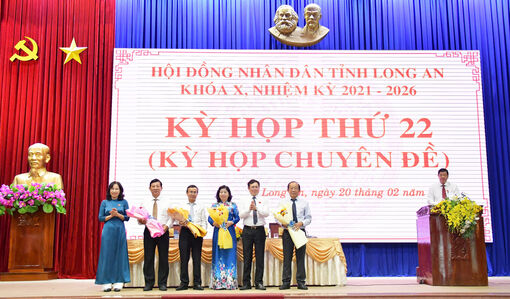 HỘI ĐỒNG NHÂN DÂN TỈNH LONG AN
KHÓA X, NHIỆM KỲ 2021 - 2026
KỲ HỌP THỨ 22
(KỲ HỌP CHUYÊN ĐỀ)
Long An, ngày 20 tháng 02 năm